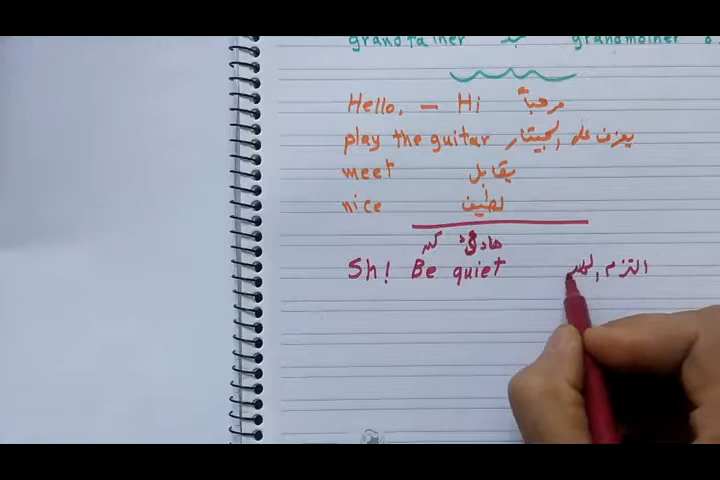 grandfather جد grandmother
Hello, – Hi مرحباً
play the guitar يعزف على الجيتار
meet يقابل
nice لطيف
كن هادئ
Sh! Be quiet التزم